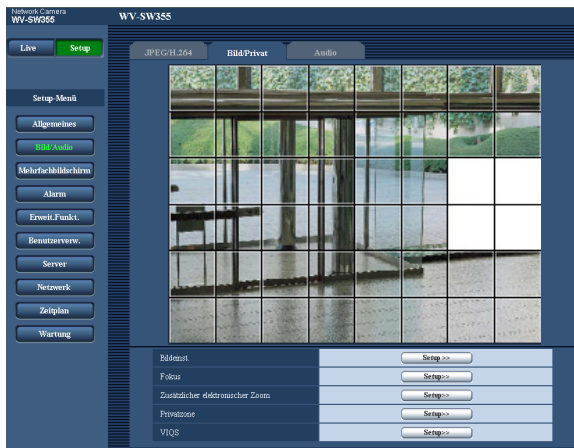 Network Camera
WV-SW355
WV-SW355
Live
Setup
JPEG/H.264
Bild/Privat
Audio
Setup-Menü
Allgemeines
Bild/Audio
Mehrfachbildschirm
Alarm
Erweit.Funkt.
Benutzerverw.
Server
Netzwerk
Zeitplan
Wartung
Bildeinst.
Setup >>
Fokus
Setup>>
Zusätzlicher elektronischer Zoom
Setup>>
Privatzone
Setup>>
VIQS
Setup>>